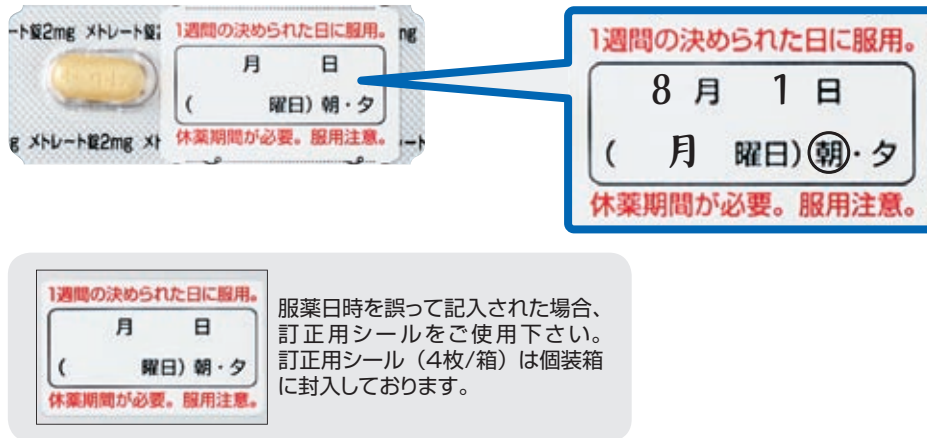 ート錠2mg メトレート錠2
mg
1週間の決められた日に服用。
月 日
( 曜日) 朝・夕
休薬期間が必要。服用注意。
g メトレート錠2mg メト
ート
1週間の決められた日に服用。
8月 1日
( 月 曜日) 朝・夕
休薬期間が必要。服用注意。
1週間の決められた日に服用。
月 日
( 曜日) 朝・夕
休薬期間が必要。服用注意。
服薬日時を誤って記入された場合、
訂正用シールをご使用下さい。
訂正用シール（4枚/箱）は個装箱
に封入しております。